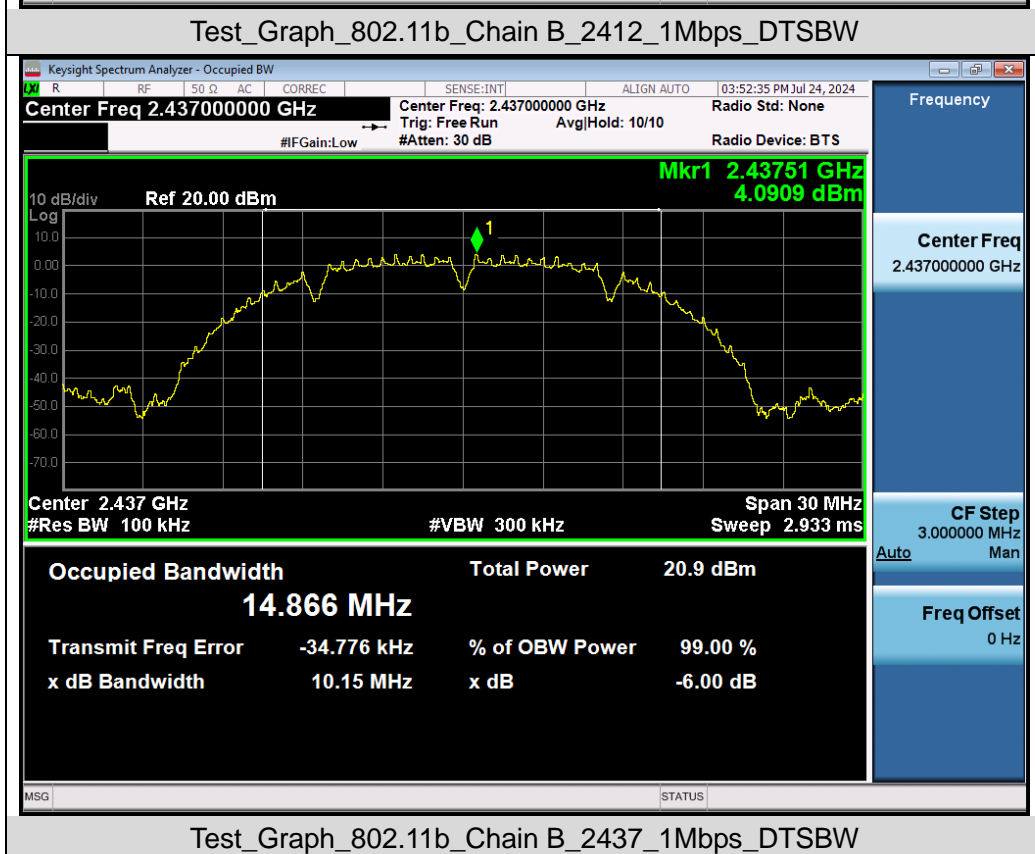 Test_Graph_802.11b_Chain B_2412_1Mbps_DTSBW
Keysight Spectrum Analyzer - Occupied BW
LXI R RF 50 Ω AC CORREC SENSE:INT ALIGN AUTO 03:52:35 PM Jul 24, 2024
Center Freq 2.437000000 GHz Center Freq: 2.437000000 GHz Radio Std: None
Trig: Free Run Avg|Hold: 10/10
#IFGain:Low #Atten: 30 dB Radio Device: BTS
Mkr1 2.43751 GHz
10 dB/div Ref 20.00 dBm 4.0909 dBm
Log
10.0
1
0.00
-10.0
-20.0
-30.0
-40.0
-50.0
-60.0
-70.0
Center 2.437 GHz Span 30 MHz
#Res BW 100 kHz #VBW 300 kHz Sweep 2.933 ms
Occupied Bandwidth Total Power 20.9 dBm
14.866 MHz
Transmit Freq Error -34.776 kHz % of OBW Power 99.00 %
x dB Bandwidth 10.15 MHz x dB -6.00 dB
MSG STATUS
Frequency
Center Freq
2.437000000 GHz
CF Step
3.000000 MHz
Auto Man
Freq Offset
0 Hz
Test_Graph_802.11b_Chain B_2437_1Mbps_DTSBW